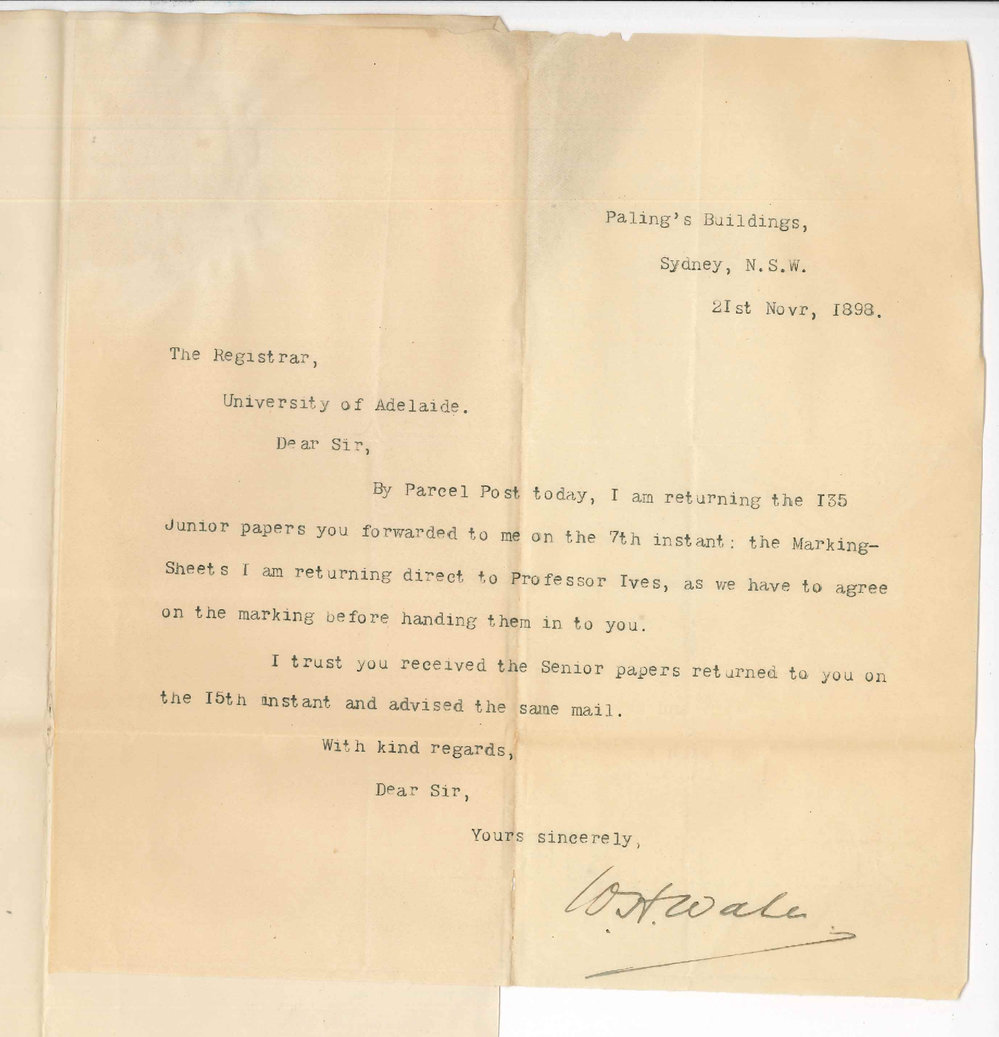 Paling's Buildings,
Sydney, N.S.W.
2Ist Novr, I898.
The Registrar,
University of Adelaide.
Dear Sir,
By Parcel Post today, I am returning the I35
Junior papers you forwarded to me on the 7th instant: the Marking-
Sheets I am returning direct to Professor Ives, as we have to agree
on the marking before handing them in to you.
I trust you received the Senior papers returned to you on
the I5th instant and advised the same mail.
With kind regards,
Dear Sir,
Yours sincerely,
W.H. Wale